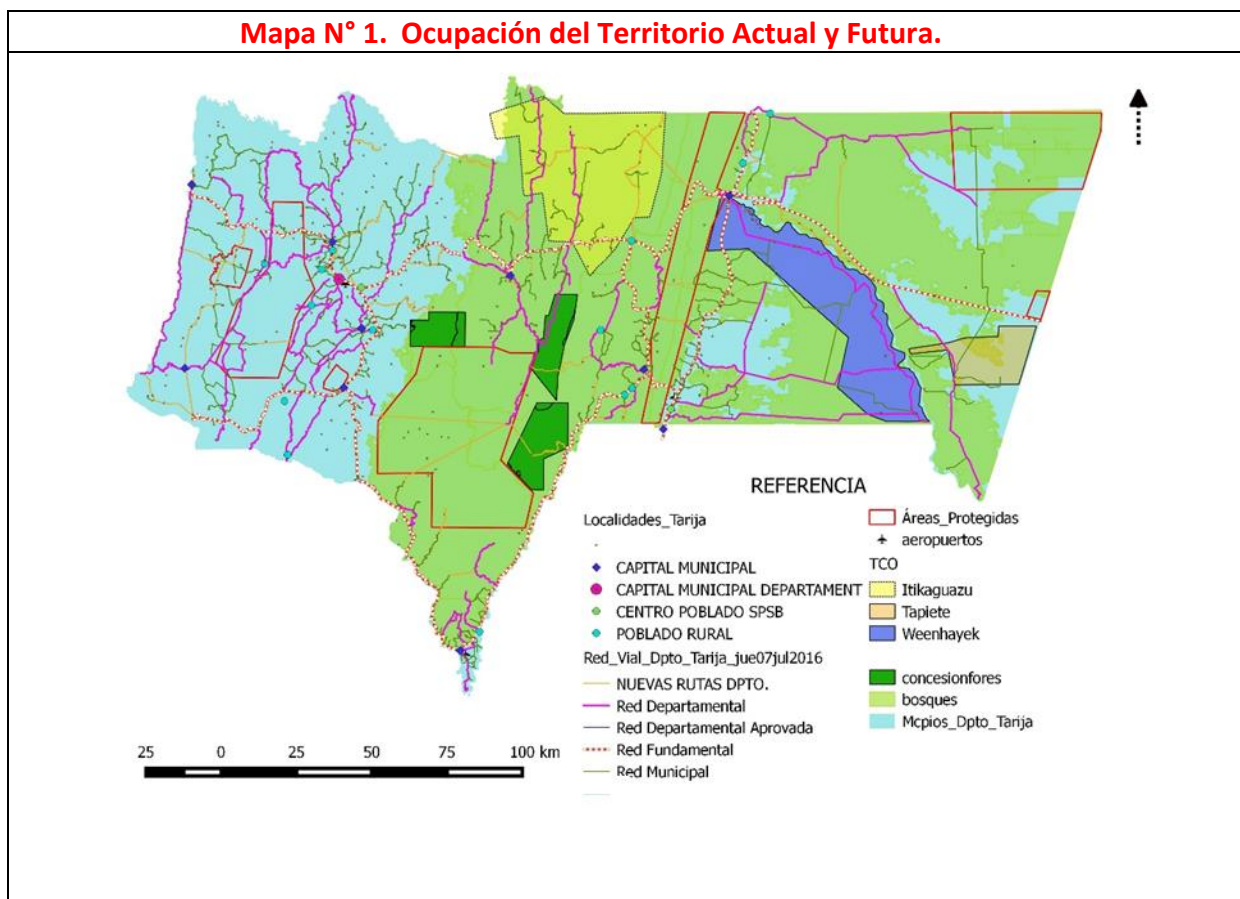 Mapa N° 1. Ocupación del Territorio Actual y Futura.
REFERENCIA
Localidades_Tarija
CAPITAL MUNICIPAL
CAPITAL MUNICIPAL DEPARTAMENT
CENTRO POBLADO SPSB
POBLADO RURAL
Red_Vial_Dpto_Tarija_jue07jul2016
NUEVAS RUTAS DPTO.
Red Departamental
Red Departamental Aprovada
Red Fundamental
Red Municipal
Áreas_Protegidas
aeropuertos
TCO
Itikaguazu
Tapiete
Weenhayek
concesionfores
bosques
Mcpios_Dpto_Tarija
25 0 25 50 75 100 km